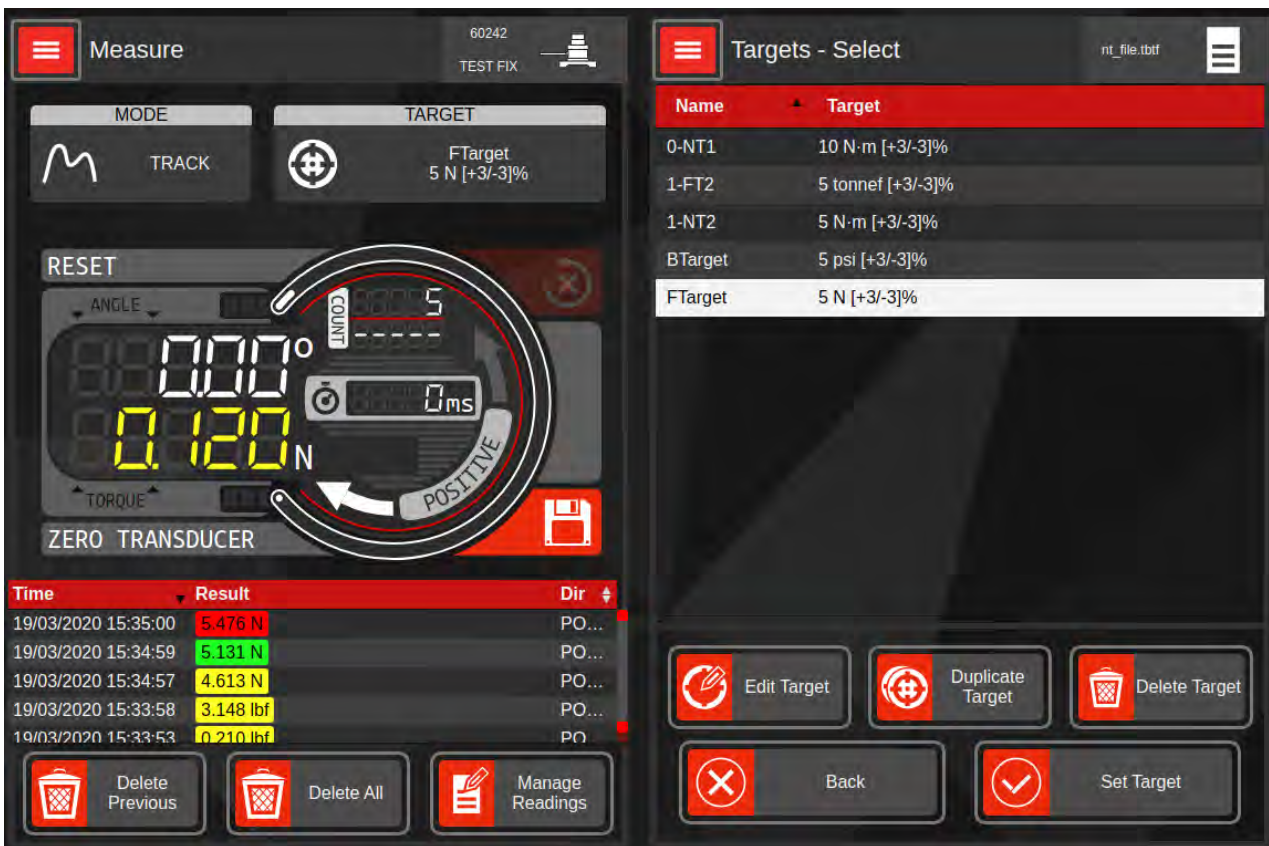 Measure
60242
TEST FIX
MODE
TRACK
TARGET
FTarget
5 N [+3/-3]%
RESET
ANGLE
COUNT
5
-----
0.00°
0ms
0.120 N
POSITIVE
TORQUE
ZERO TRANSDUCER
Time Result Dir
19/03/2020 15:35:00 5.476 N PO...
19/03/2020 15:34:59 5.131 N PO...
19/03/2020 15:34:57 4.613 N PO...
19/03/2020 15:33:58 3.148 lbf PO...
19/03/2020 15:33:53 0.210 lbf PO
Delete
Previous
Delete All
Manage
Readings
Targets - Select
nt_file.tbtf
Name Target
0-NT1 10 N·m [+3/-3]%
1-FT2 5 tonnef [+3/-3]%
1-NT2 5 N·m [+3/-3]%
BTarget 5 psi [+3/-3]%
FTarget 5 N [+3/-3]%
Edit Target
Duplicate
Target
Delete Target
Back
Set Target